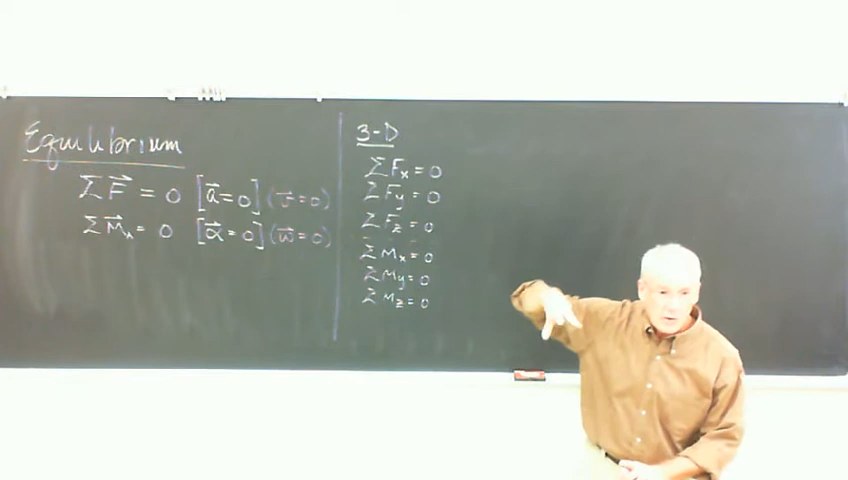 Equilibrium
ΣF⃗ = 0 [a⃗=0] (v⃗=0)
ΣM⃗ₐ = 0 [α⃗=0] (ω⃗=0)
3-D
ΣFx = 0
ΣFy = 0
ΣFz = 0
ΣMx = 0
ΣMy = 0
ΣMz = 0